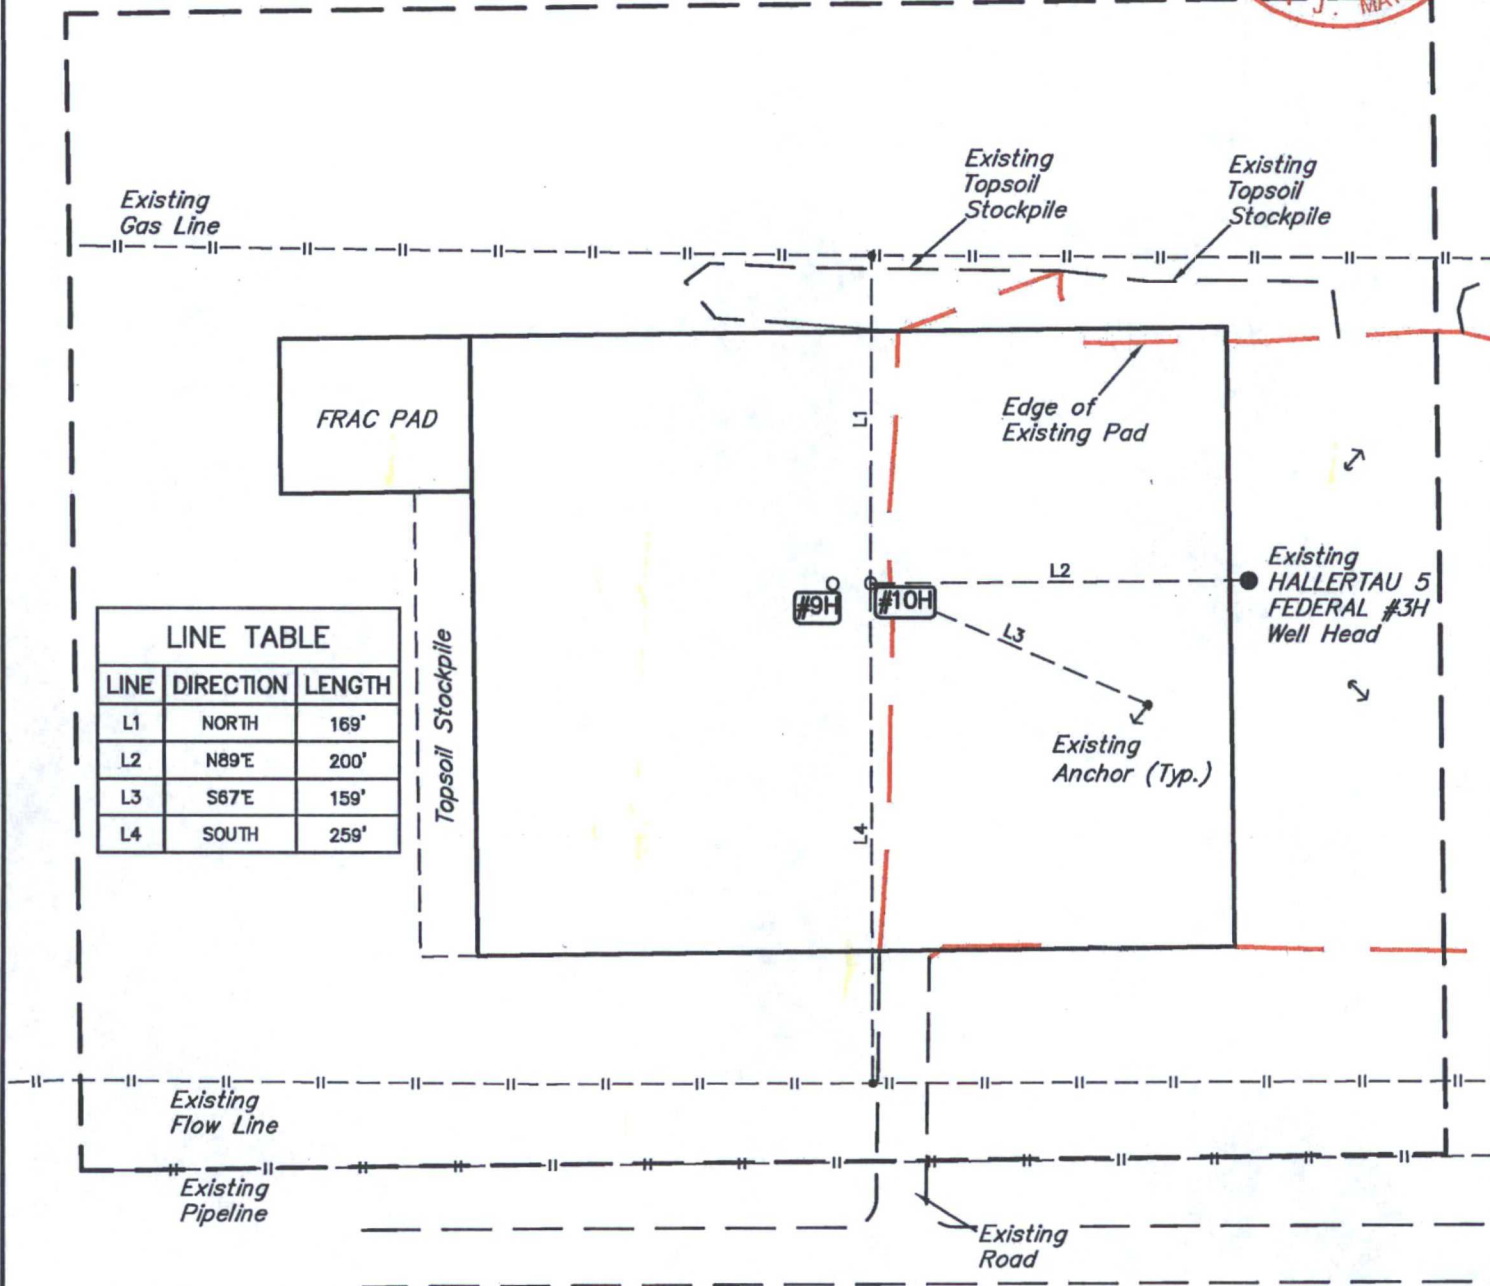 J. MA
Existing
Topsoil
Stockpile
Existing
Topsoil
Stockpile
Existing
Gas Line
FRAC PAD
L1
Edge of
Existing Pad
L2
Existing
HALLERTAU 5
FEDERAL #3H
Well Head
#9H
#10H
L3
LINE TABLE
LINE DIRECTION LENGTH
L1 NORTH 169'
L2 N89°E 200'
L3 S67°E 159'
L4 SOUTH 259'
Topsoil Stockpile
Existing
Anchor (Typ.)
L4
Existing
Flow Line
Existing
Pipeline
Existing
Road